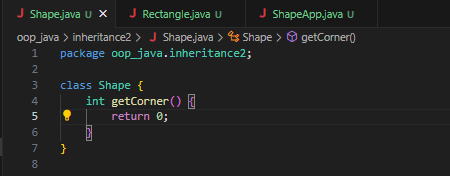 Shape.java U
Rectangle.java U
ShapeApp.java U
oop_java > inheritance2 > Shape.java > Shape > getCorner()
1 package oop_java.inheritance2;
2
3 class Shape {
4 int getCorner() {
5 return 0;
6 }
7 }
8